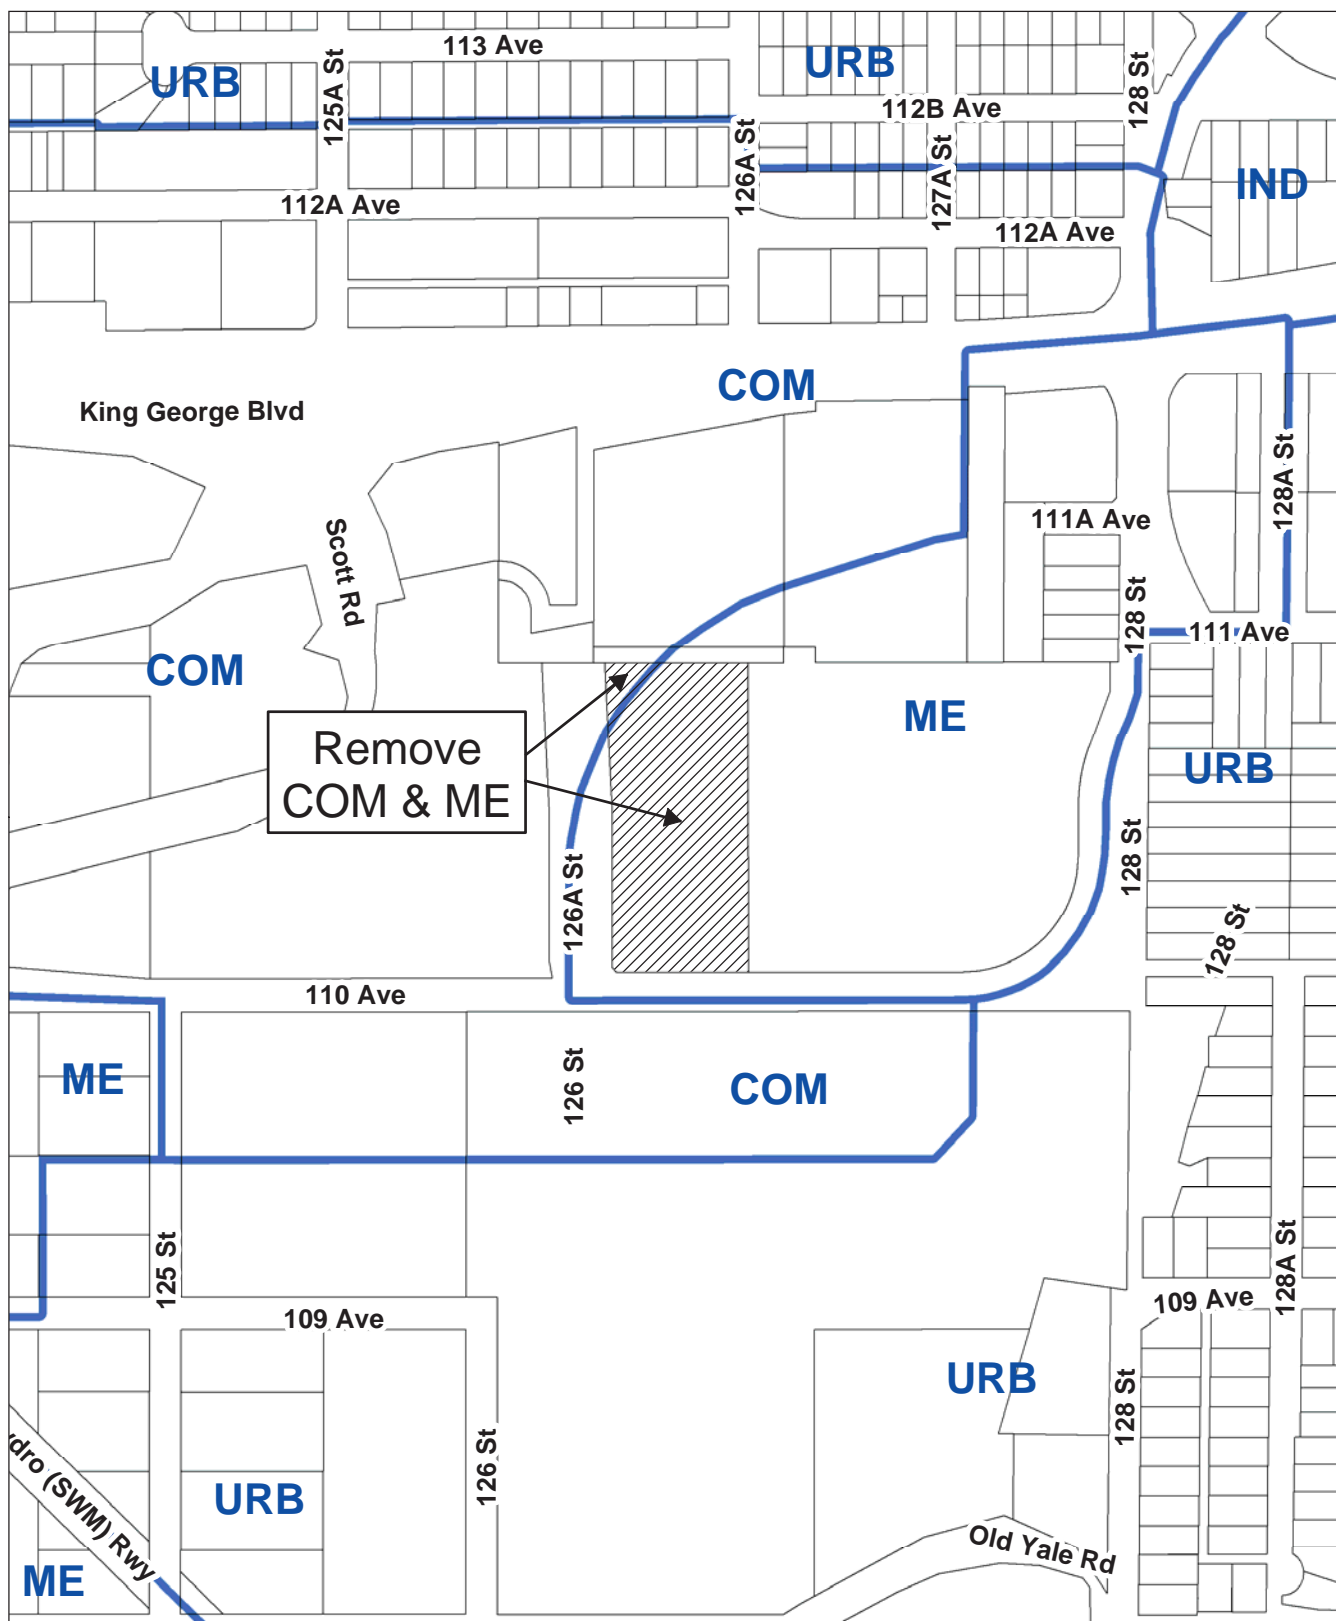 113 Ave
URB
URB
125A St
128 St
112B Ave
126A St
127A St
IND
112A Ave
112A Ave
COM
King George Blvd
128A St
Scott Rd
111A Ave
128 St
111 Ave
COM
ME
Remove
COM & ME
URB
128 St
126A St
128 St
110 Ave
ME
126 St
COM
125 St
128A St
109 Ave
109 Ave
URB
128 St
126 St
URB
(SWM) Rwy
Old Yale Rd
ME